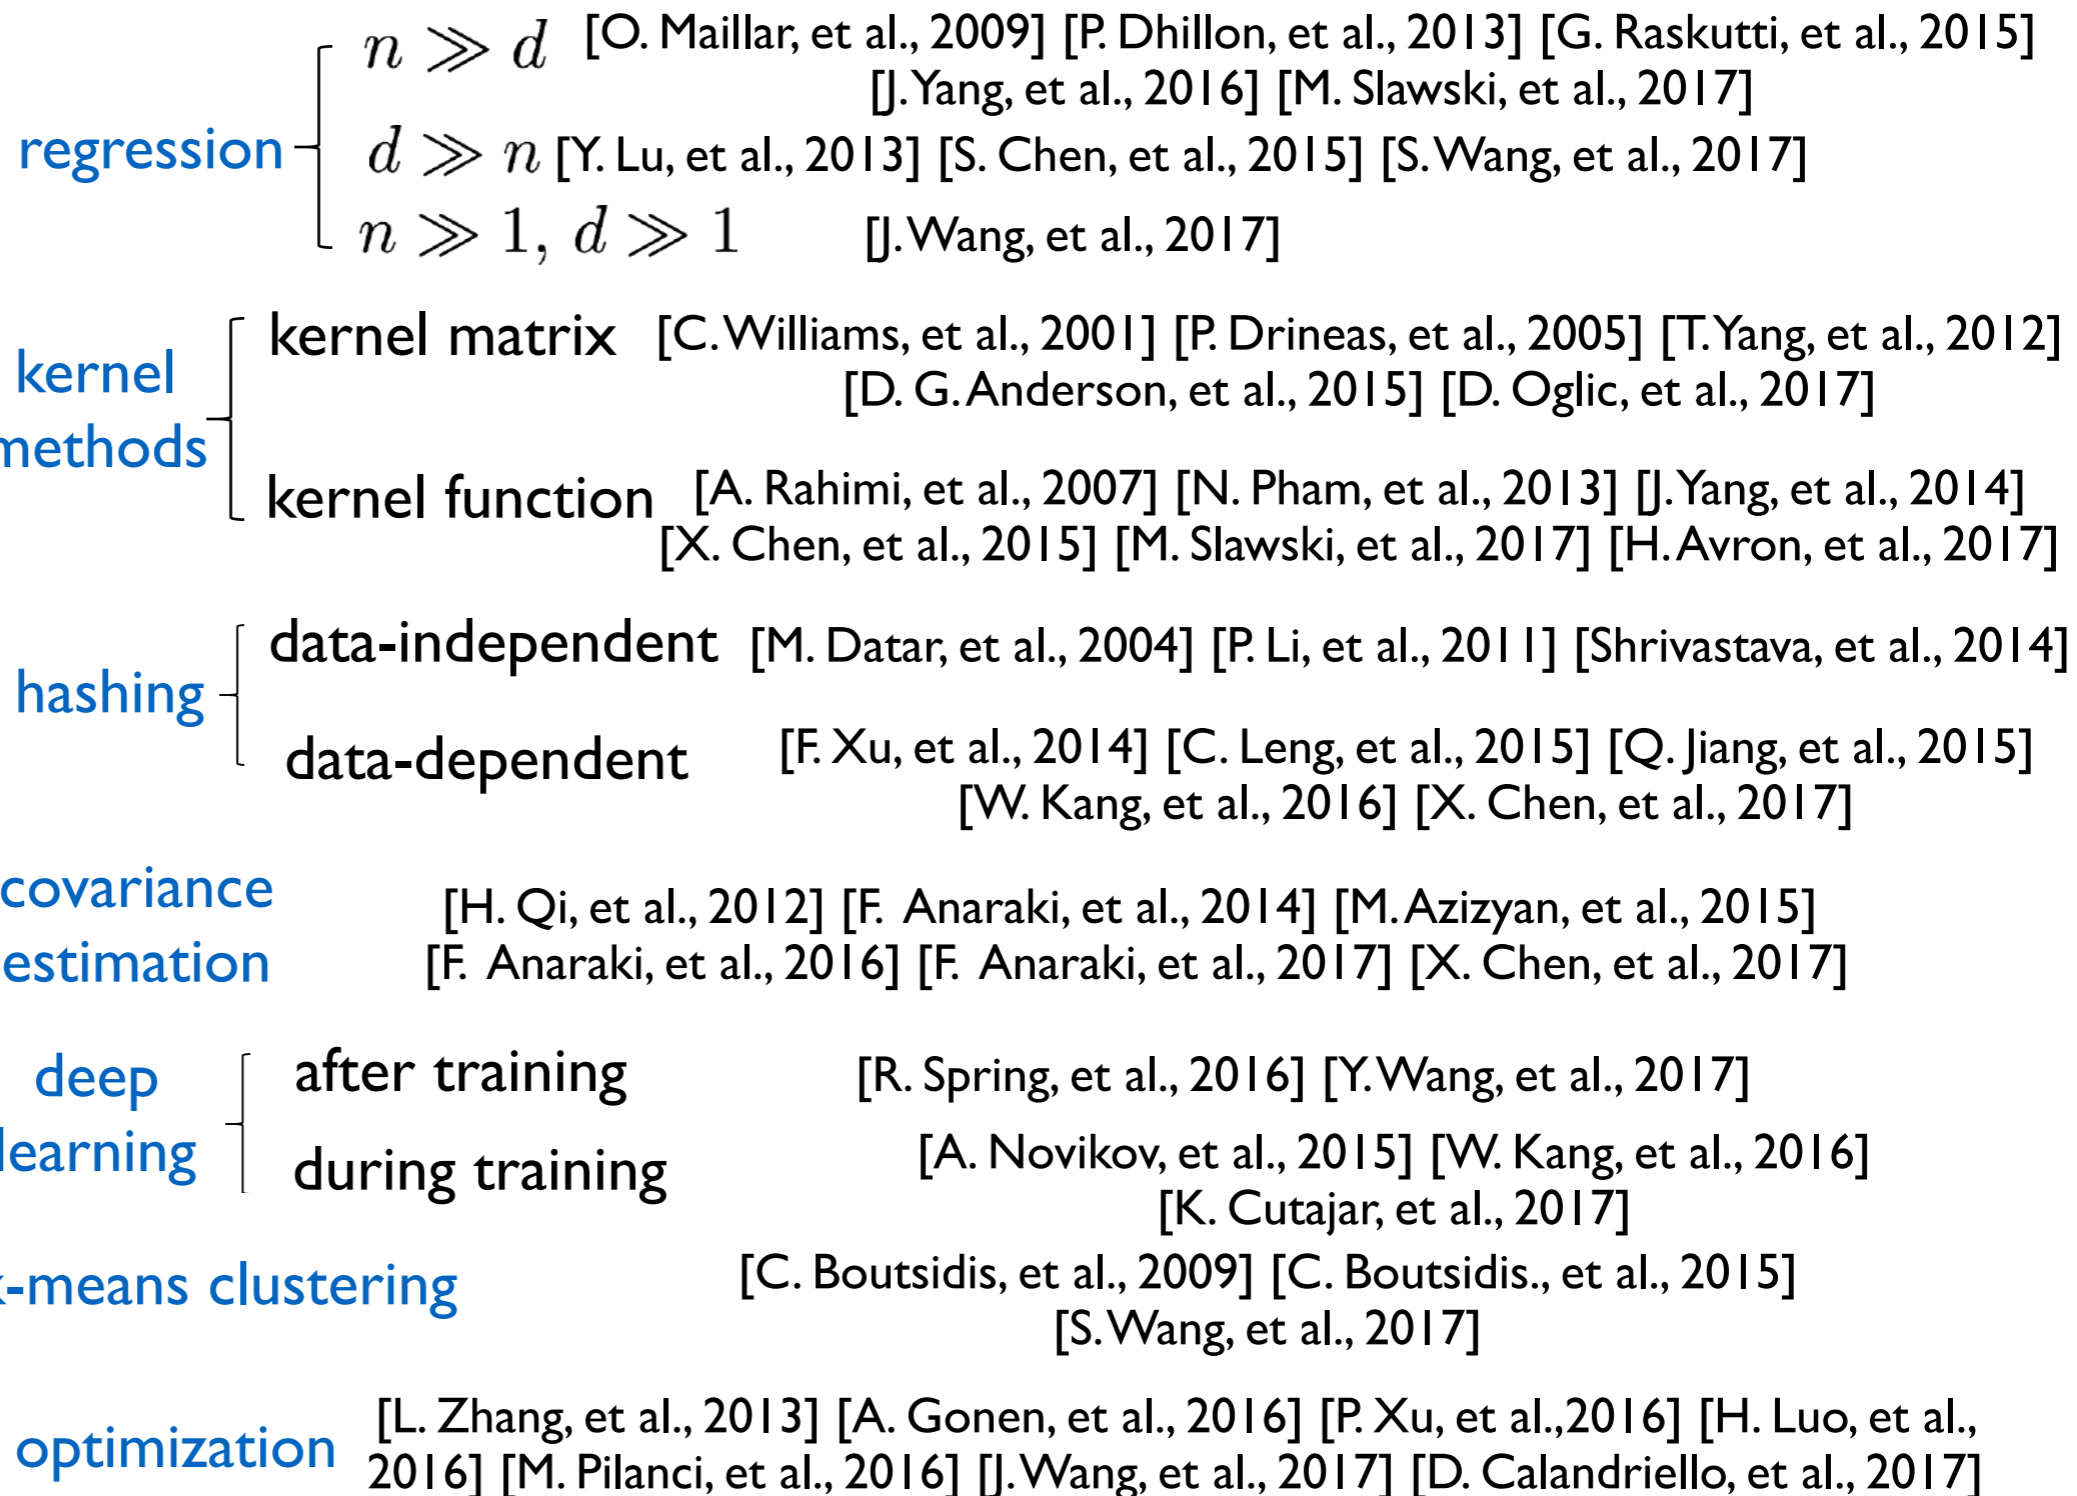 n ≫ d [O. Maillar, et al., 2009] [P. Dhillon, et al., 2013] [G. Raskutti, et al., 2015]
[J. Yang, et al., 2016] [M. Slawski, et al., 2017]
regression
d ≫ n [Y. Lu, et al., 2013] [S. Chen, et al., 2015] [S. Wang, et al., 2017]
n ≫ 1, d ≫ 1 [J. Wang, et al., 2017]
kernel methods
kernel matrix [C. Williams, et al., 2001] [P. Drineas, et al., 2005] [T. Yang, et al., 2012]
[D. G. Anderson, et al., 2015] [D. Oglic, et al., 2017]
kernel function [A. Rahimi, et al., 2007] [N. Pham, et al., 2013] [J. Yang, et al., 2014]
[X. Chen, et al., 2015] [M. Slawski, et al., 2017] [H. Avron, et al., 2017]
hashing
data-independent [M. Datar, et al., 2004] [P. Li, et al., 2011] [Shrivastava, et al., 2014]
data-dependent [F. Xu, et al., 2014] [C. Leng, et al., 2015] [Q. Jiang, et al., 2015]
[W. Kang, et al., 2016] [X. Chen, et al., 2017]
covariance
estimation
[H. Qi, et al., 2012] [F. Anaraki, et al., 2014] [M. Azizyan, et al., 2015]
[F. Anaraki, et al., 2016] [F. Anaraki, et al., 2017] [X. Chen, et al., 2017]
deep
learning
after training [R. Spring, et al., 2016] [Y. Wang, et al., 2017]
during training [A. Novikov, et al., 2015] [W. Kang, et al., 2016]
[K. Cutajar, et al., 2017]
k-means clustering [C. Boutsidis, et al., 2009] [C. Boutsidis., et al., 2015]
[S. Wang, et al., 2017]
optimization
[L. Zhang, et al., 2013] [A. Gonen, et al., 2016] [P. Xu, et al.,2016] [H. Luo, et al.,
2016] [M. Pilanci, et al., 2016] [J. Wang, et al., 2017] [D. Calandriello, et al., 2017]